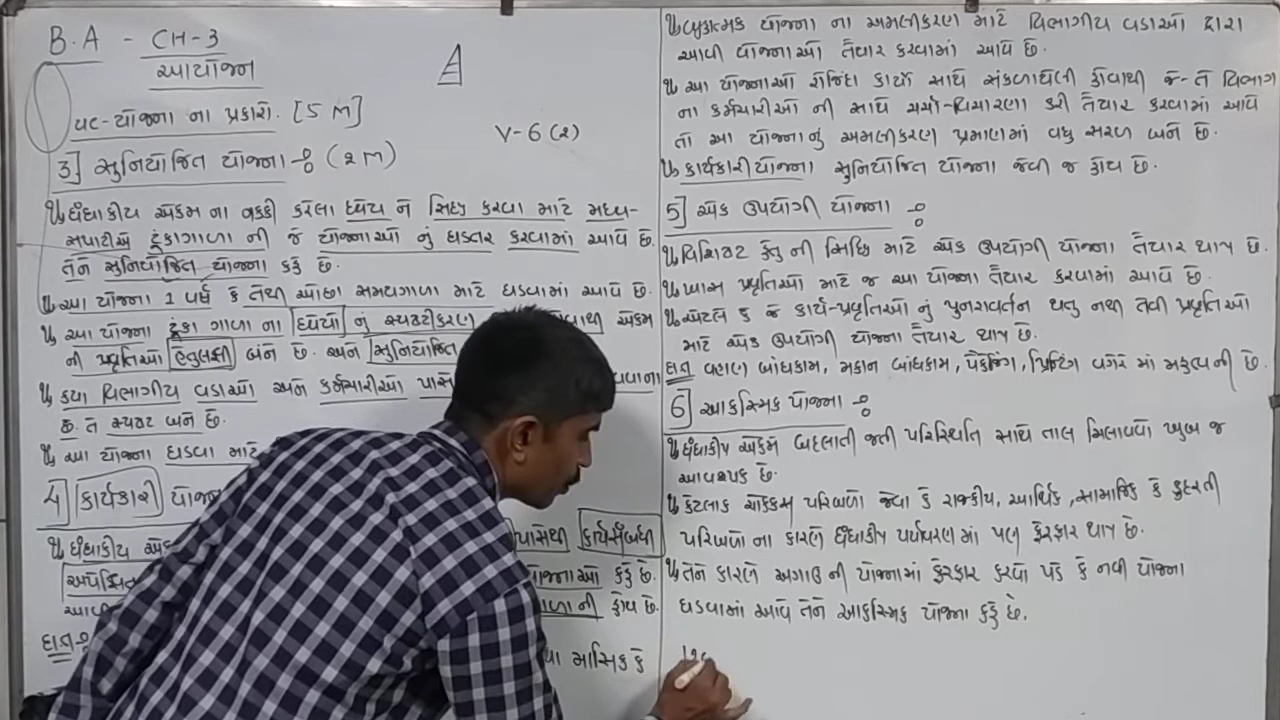 B.A - CH-3
આયોજન
પટ-યોજના ના પ્રકારો. [5 M]
V-6 (2)
3] સુનિયોજિત યોજના ⁘ (2 M)
ધંધાકીય એકમ ના નક્કી કરેલા ધ્યેય ને સિધ્ધ કરવા માટે મધ્ય-
સપાટીએ ટૂંકાગાળા ની જે યોજનાઓ નું ઘડતર કરવામાં આવે છે.
તેને સુનિયોજિત યોજના કહે છે.
આ યોજના 1 વર્ષ કે તેથી ઓછા સમયગાળા માટે ઘડવામાં આવે છે.
આ યોજના ટૂંકા ગાળા ના ધ્યેયો નું સ્પષ્ટીકરણ એકમ
ની પ્રવૃતિઓ હેતુલક્ષી બને છે. અને સુનિયોજિત
કયા વિભાગીય વડાઓ અને કર્મચારીઓ પાસે
છે. તે સ્પષ્ટ બને છે.
આ યોજના ઘડવા માટે
4] કાર્યકારી
ધંધાકીય પાસેથી કાર્યસંબંધી
અપેક્ષિત યોજનાઓ કહે છે.
હોય છે.
દા.ત માસિક કે
વ્યુહાત્મક યોજના ના અમલીકરણ માટે વિભાગીય વડાઓ દ્વારા
આવી યોજનાઓ તૈયાર કરવામાં આવે છે.
આ યોજનાઓ રોજિંદા કાર્યો સાથે સંકળાયેલી હોવાથી જે-તે વિભાગ
ના કર્મચારીઓ ની સાથે ચર્ચા-વિચારણા કરી તૈયાર કરવામાં આવે
તો આ યોજનાનું અમલીકરણ પ્રમાણમાં વધુ સરળ બને છે.
કાર્યકારી યોજના સુનિયોજિત યોજના જેવી જ હોય છે.
5] એક ઉપયોગી યોજના ⁘
વિશિષ્ટ હેતુ ની સિધ્ધિ માટે એક ઉપયોગી યોજના તૈયાર થાય છે.
ખાસ પ્રવૃતિઓ માટે જ આ યોજના તૈયાર કરવામાં આવે છે.
એટલે કે જે કાર્ય-પ્રવૃતિઓ નું પુનરાવર્તન થતુ નથી તેવી પ્રવૃતિઓ
માટે એક ઉપયોગી યોજના તૈયાર થાય છે.
દા.ત વહાણ બાંધકામ, મકાન બાંધકામ, પેકેજિંગ, પ્રિન્ટિંગ વગેરે માં મહત્વની છે.
6] આકસ્મિક યોજના ⁘
ધંધાકીય એકમે બદલાતી જતી પરિસ્થિતિ સાથે તાલ મિલાવવો ખુબ જ
આવશ્યક છે.
કેટલાક ચોક્કસ પરિબળો જેવા કે રાજકીય, આર્થિક, સામાજિક કે કુદરતી
પરિબળો ના કારણે ધંધાકીય પર્યાવરણ માં પણ ફેરફાર થાય છે.
તેને કારણે અગાઉ ની યોજનામાં ફેરફાર કરવો પડે કે નવી યોજના
ઘડવામાં આવે તેને આકસ્મિક યોજના કહે છે.